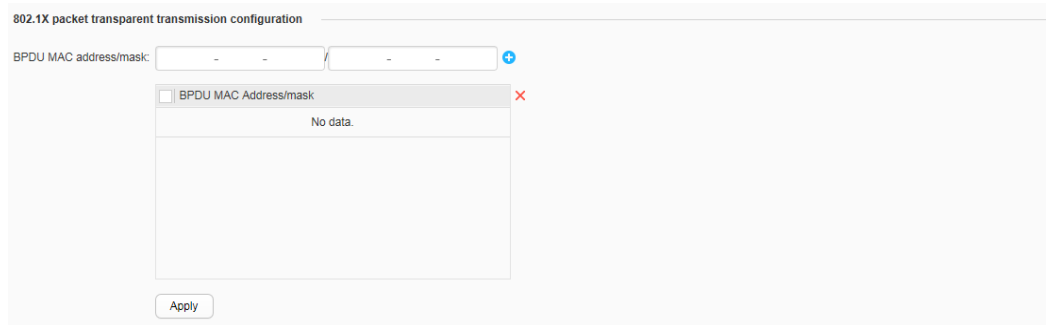 802.1X packet transparent transmission configuration
BPDU MAC address/mask: - - / - -
BPDU MAC Address/mask
No data.
Apply